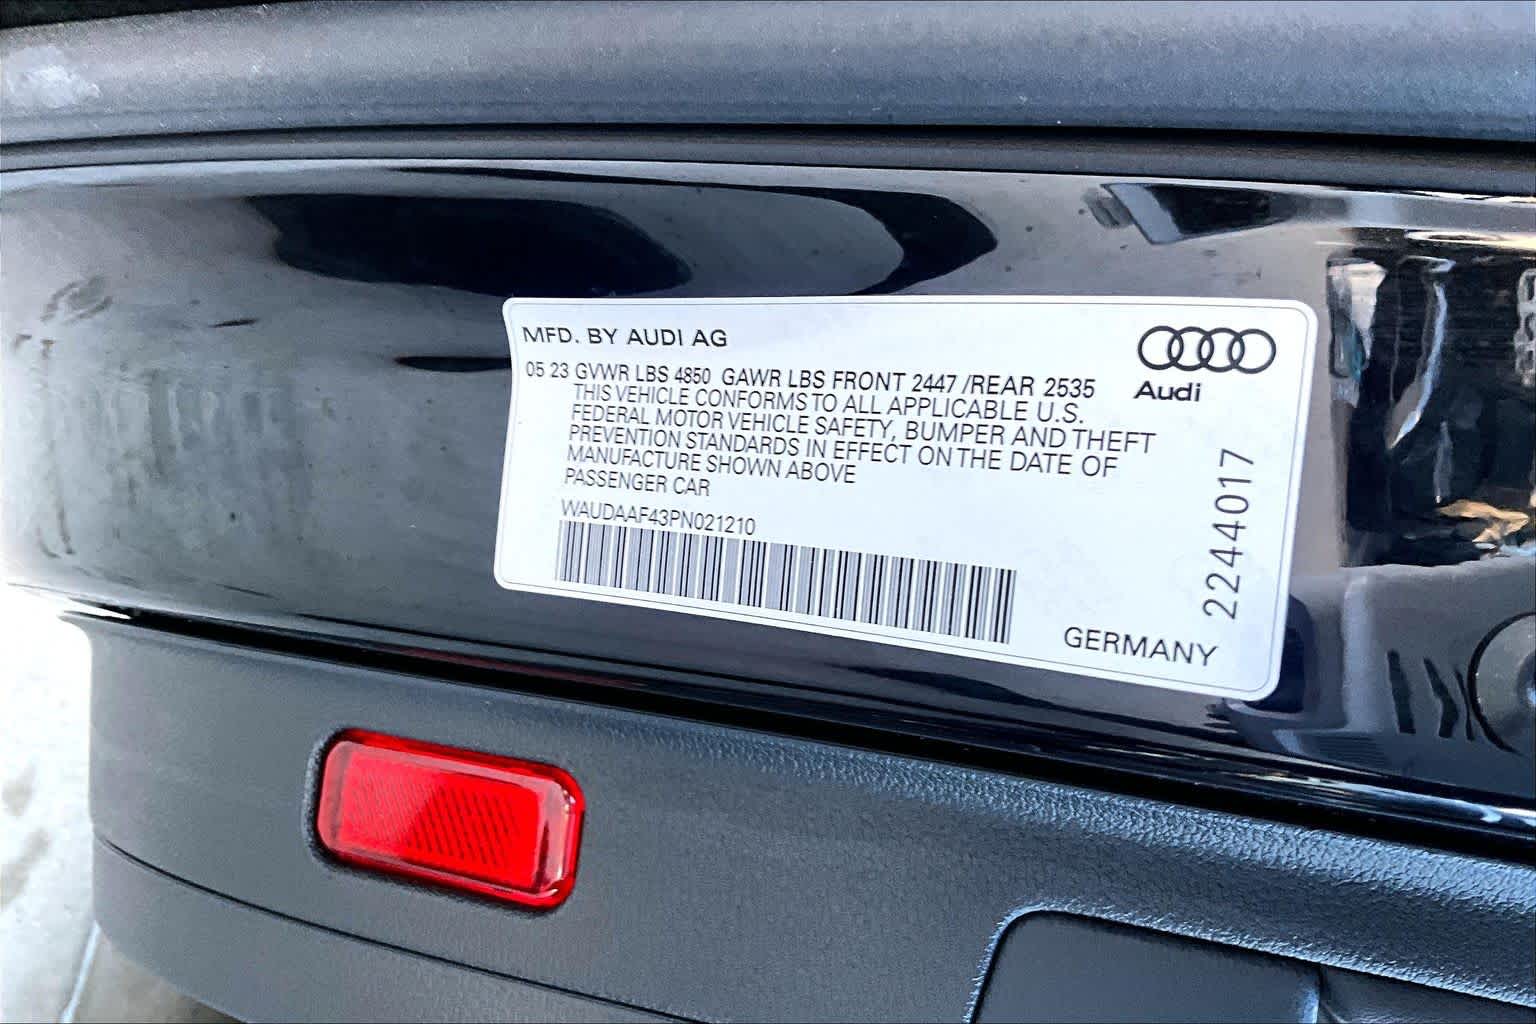 MFD. BY AUDI AG
Audi
05 23 GVWR LBS 4850 GAWR LBS FRONT 2447 /REAR 2535
THIS VEHICLE CONFORMS TO ALL APPLICABLE U.S.
FEDERAL MOTOR VEHICLE SAFETY, BUMPER AND THEFT
PREVENTION STANDARDS IN EFFECT ON THE DATE OF
MANUFACTURE SHOWN ABOVE
PASSENGER CAR
WAUDAAF43PN021210
2244017
GERMANY